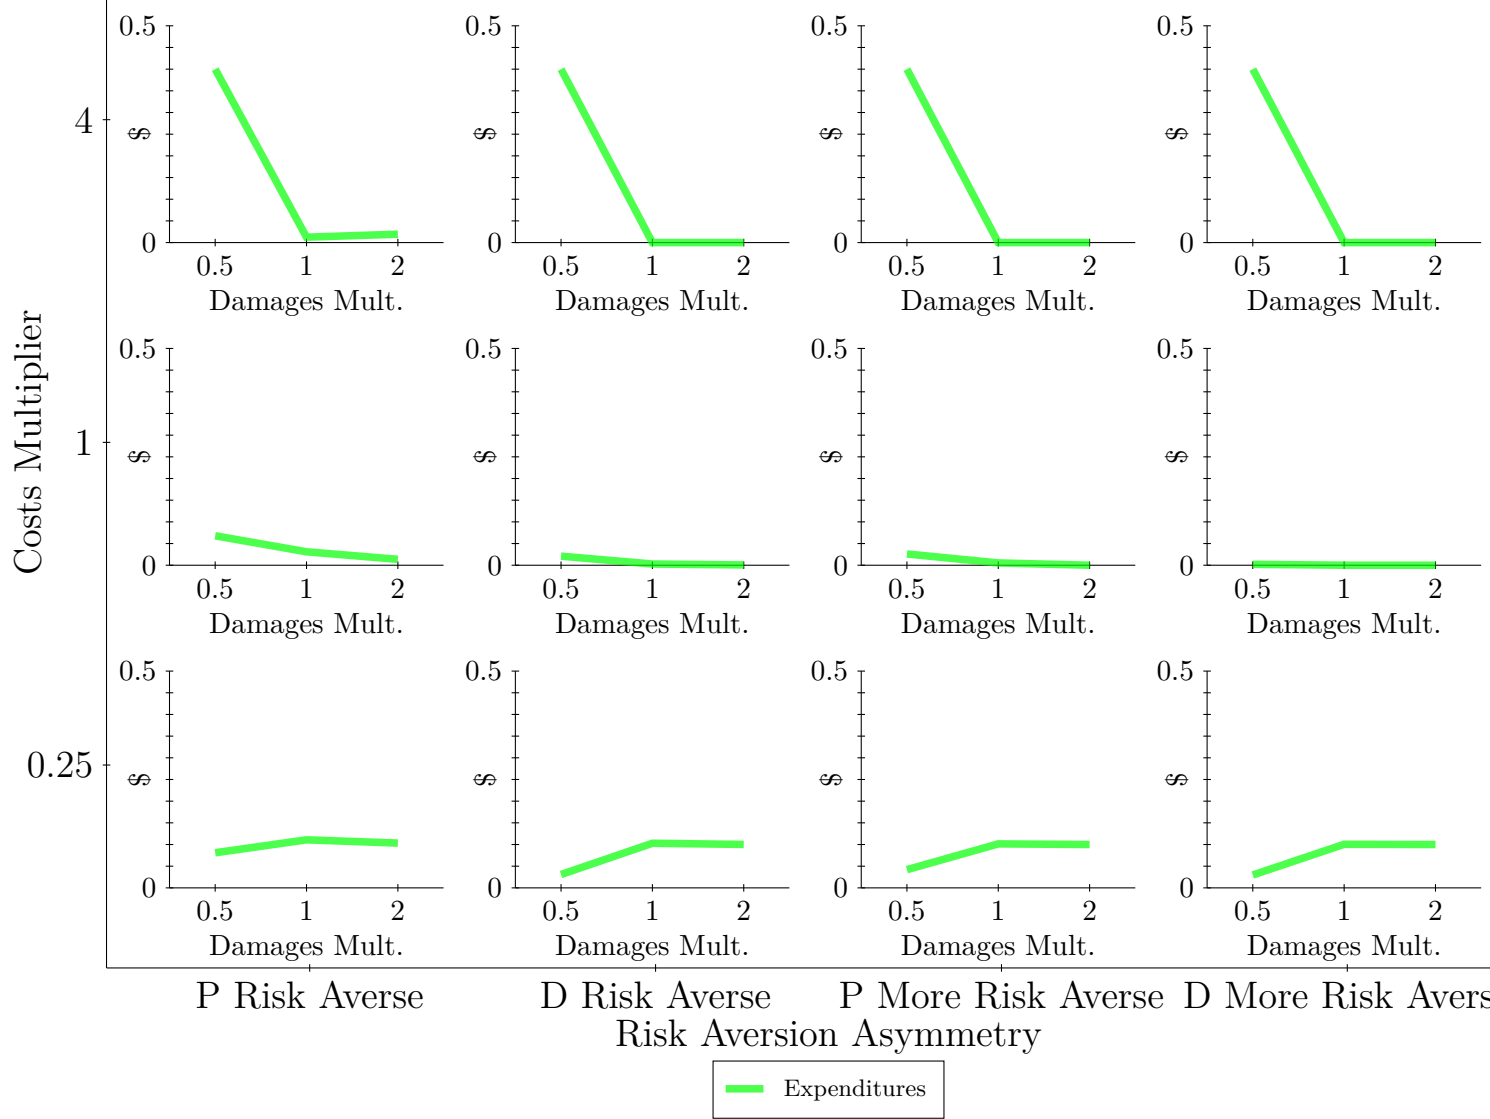 0.5 0.5 0.5 0.5
4 $ $ $ $
0 0 0 0
0.5 1 2 0.5 1 2 0.5 1 2 0.5 1 2
Damages Mult. Damages Mult. Damages Mult. Damages Mult.
Costs Multiplier
0.5 0.5 0.5 0.5
1 $ $ $ $
0 0 0 0
0.5 1 2 0.5 1 2 0.5 1 2 0.5 1 2
Damages Mult. Damages Mult. Damages Mult. Damages Mult.
0.5 0.5 0.5 0.5
0.25 $ $ $ $
0 0 0 0
0.5 1 2 0.5 1 2 0.5 1 2 0.5 1 2
Damages Mult. Damages Mult. Damages Mult. Damages Mult.
P Risk Averse D Risk Averse P More Risk Averse D More Risk Avers
Risk Aversion Asymmetry
Expenditures